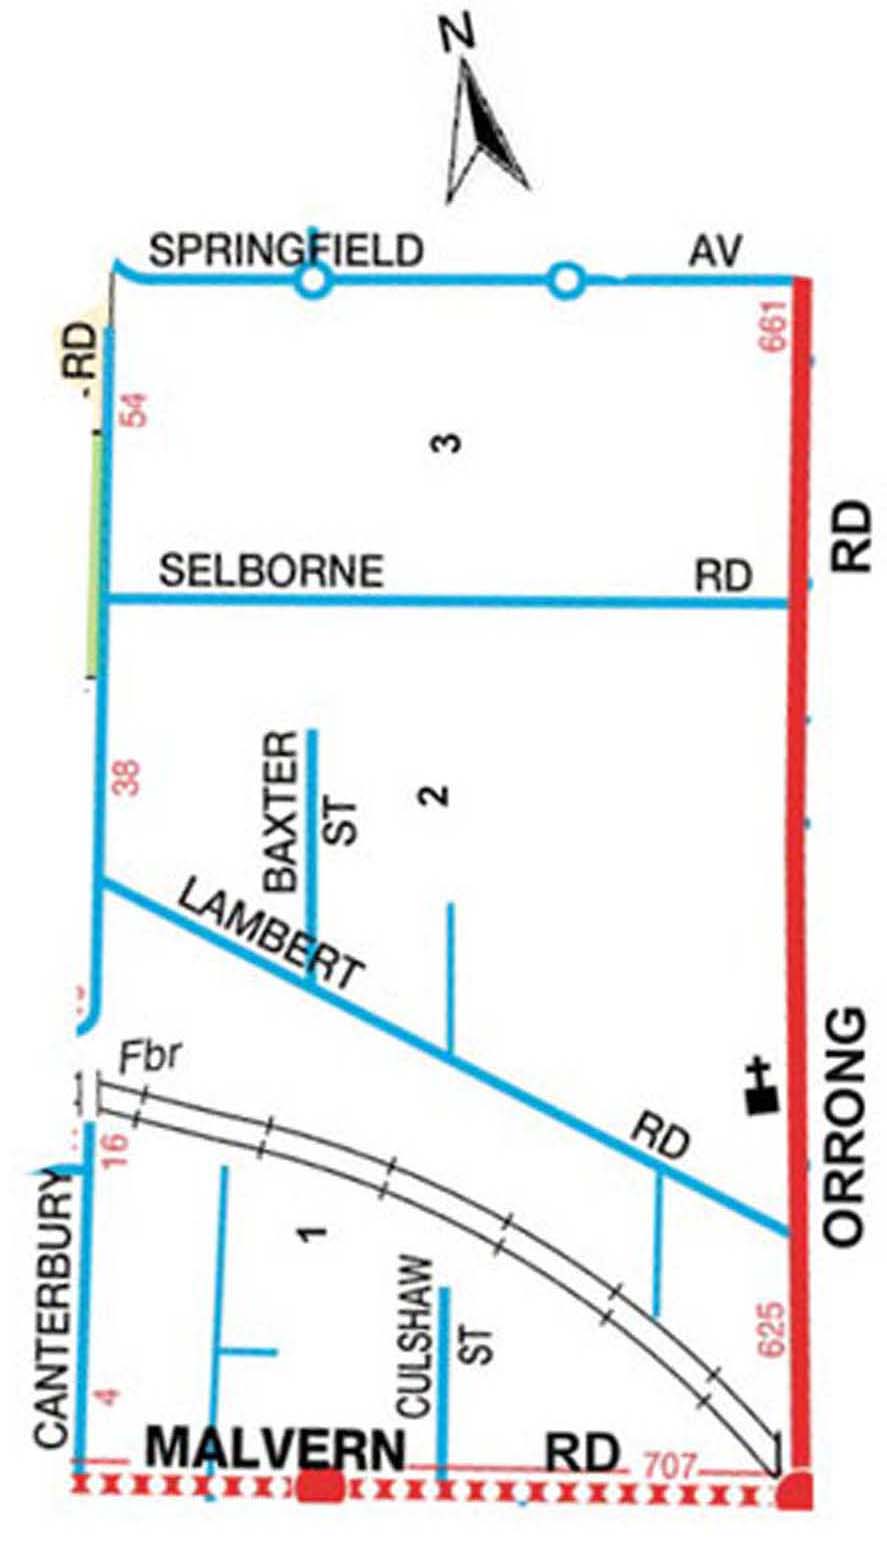 N
SPRINGFIELD AV
RD
661
54
3
RD
SELBORNE RD
BAXTER
ST
38
2
LAMBERT RD
Fbr
ORRONG
16
1
CANTERBURY
CULSHAW
ST
625
4
MALVERN RD
707